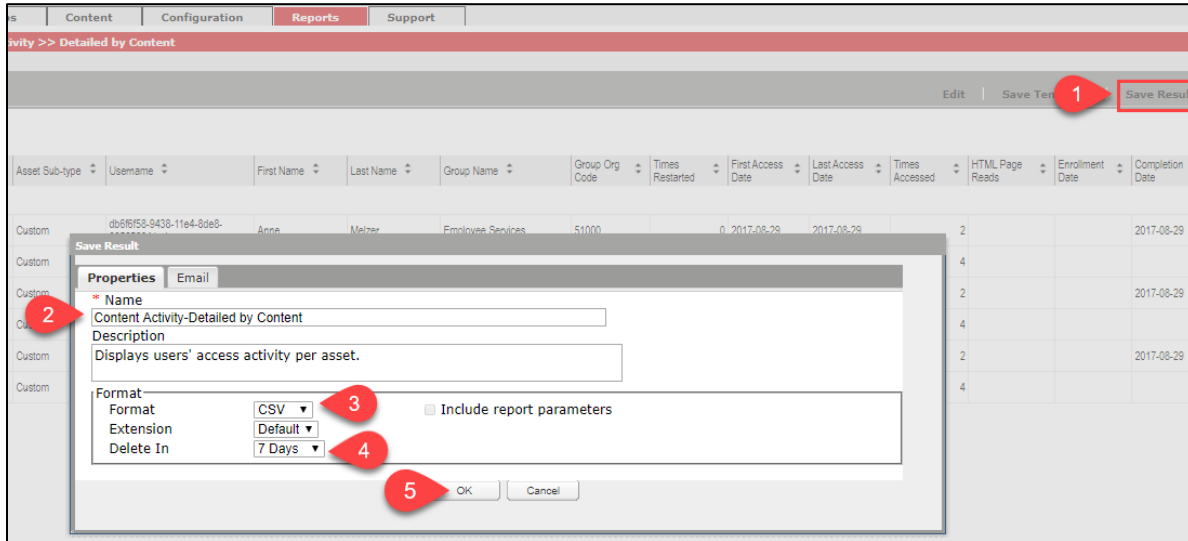 Content Configuration Reports Support
>> Detailed by Content
Edit Save 1 Save
Asset Sub-type Username First Name Last Name Group Name Group Org Code Times Restarted First Access Date Last Access Date Times Accessed HTML Page Reads Enrollment Date Completion Date
Custom db6f6f58-9438-11e4-8de8- Anne Melzer Employee Services 51000 0 2017-08-29 2017-08-29 2 2017-08-29
Save Result
Custom 4
Properties Email
Custom 2 2017-08-29
* Name
2 Content Activity-Detailed by Content
4
Description
Custom Displays users' access activity per asset. 2 2017-08-29
Custom 4
Format
Format CSV 3 Include report parameters
Extension Default
Delete In 7 Days 4
5 OK Cancel